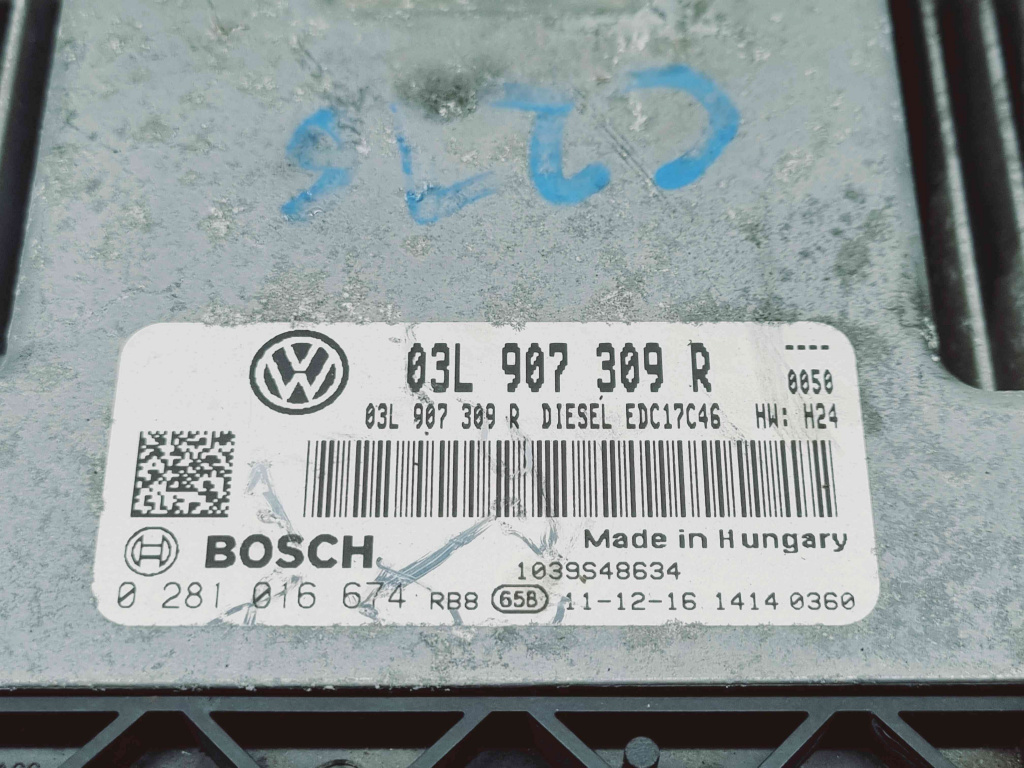 03L 907 309 R
----
0050
03L 907 309 R DIESEL EDC17C46 HW: H24
BOSCH
Made in Hungary
1039S48634
0 281 016 674 RB8 65B 11-12-16 1414 0360